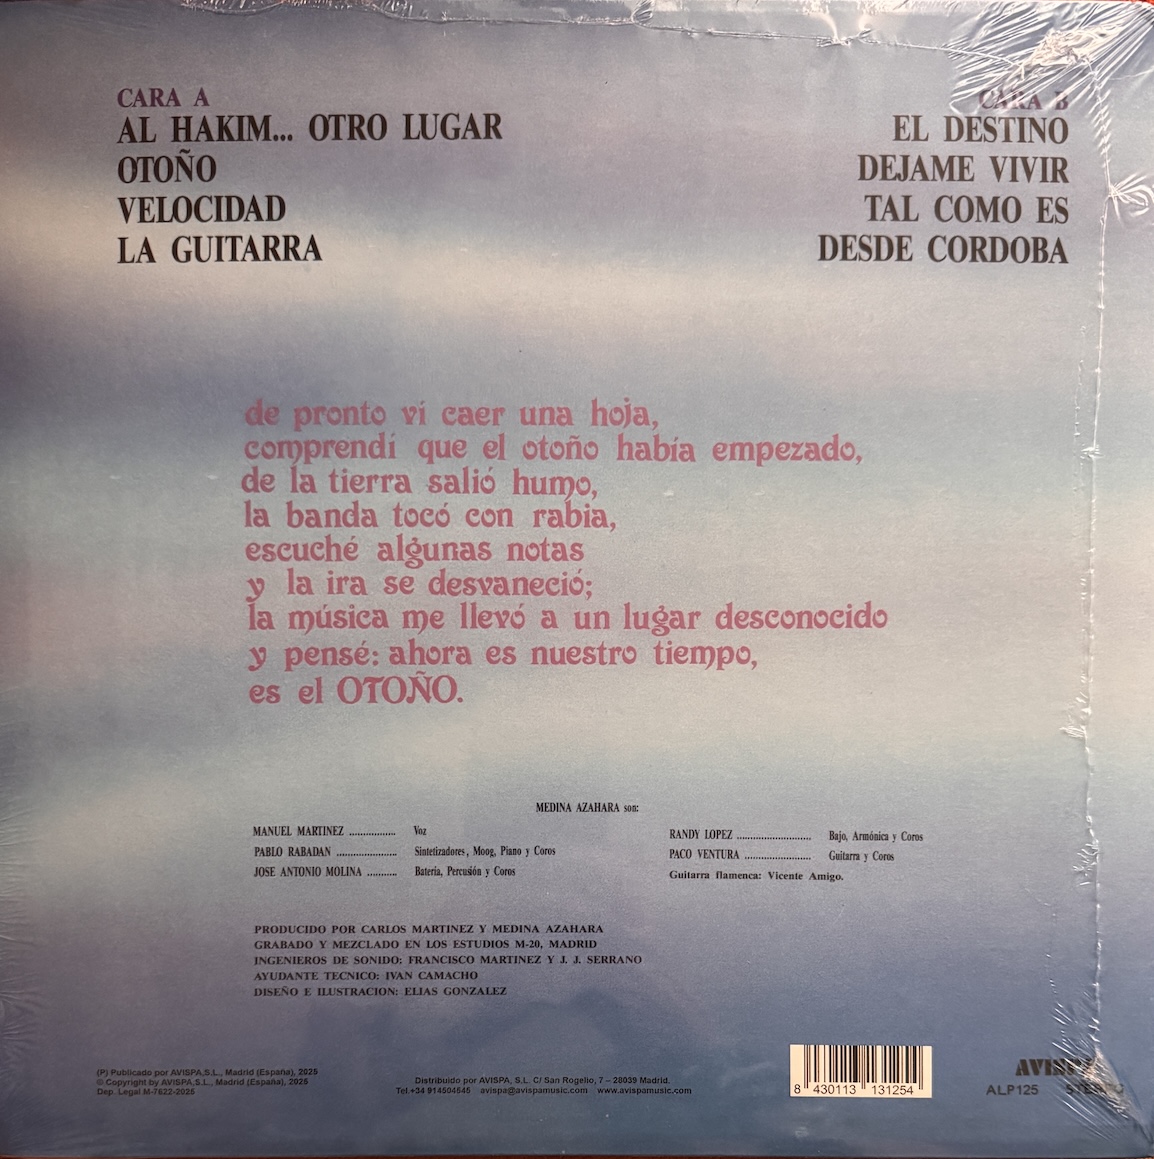 CARA A
AL HAKIM... OTRO LUGAR
OTOÑO
VELOCIDAD
LA GUITARRA
CARA B
EL DESTINO
DEJAME VIVIR
TAL COMO ES
DESDE CORDOBA
de pronto ví caer una hoja,
comprendí que el otoño había empezado,
de la tierra salió humo,
la banda tocó con rabia,
escuché algunas notas
y la ira se desvaneció;
la música me llevó a un lugar desconocido
y pensé: ahora es nuestro tiempo,
es el OTOÑO.
MEDINA AZAHARA son:
MANUEL MARTINEZ .................. Voz
PABLO RABADAN ...................... Sintetizadores, Moog, Piano y Coros
JOSE ANTONIO MOLINA ........... Batería, Percusión y Coros
RANDY LOPEZ ........................... Bajo, Armónica y Coros
PACO VENTURA ........................ Guitarra y Coros
Guitarra flamenca: Vicente Amigo.
PRODUCIDO POR CARLOS MARTINEZ Y MEDINA AZAHARA
GRABADO Y MEZCLADO EN LOS ESTUDIOS M-20, MADRID
INGENIEROS DE SONIDO: FRANCISCO MARTINEZ Y J. J. SERRANO
AYUDANTE TECNICO: IVAN CAMACHO
DISEÑO E ILUSTRACION: ELIAS GONZALEZ
(P) Publicado por AVISPA,S.L., Madrid (España), 2025
© Copyright by AVISPA,S.L., Madrid (España), 2025
Dep. Legal M-7622-2025
Distribuido por AVISPA, S.L. C/ San Rogelio, 7 – 28039 Madrid.
Tel.+34 914504645 avispa@avispamusic.com www.avispamusic.com
8 430113 131254
AVISPA
ALP125 STEREO